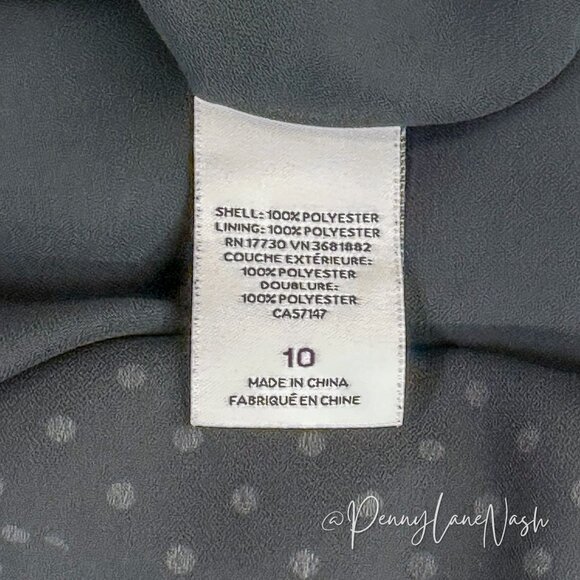 SHELL: 100% POLYESTER
LINING: 100% POLYESTER
RN 17730 VN 3681882
COUCHE EXTÉRIEURE:
100% POLYESTER
DOUBLURE:
100% POLYESTER
CA57147
10
MADE IN CHINA
FABRIQUÉ EN CHINE
@PennyLaneNash